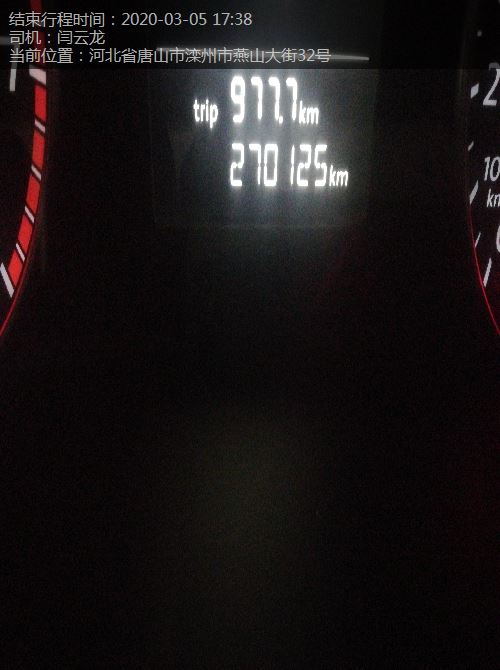 结束行程时间：2020-03-05 17:38
司机：闫云龙
当前位置：河北省唐山市滦州市燕山大街32号
trip 977.7km
270125km
10
km